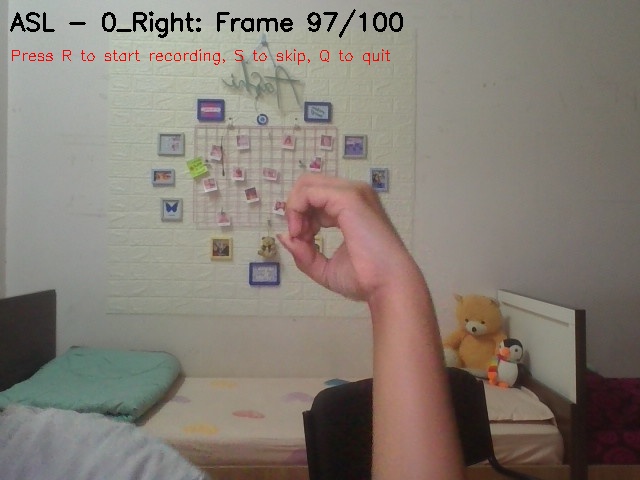 ASL - 0_Right: Frame 97/100
Press R to start recording, S to skip, Q to quit